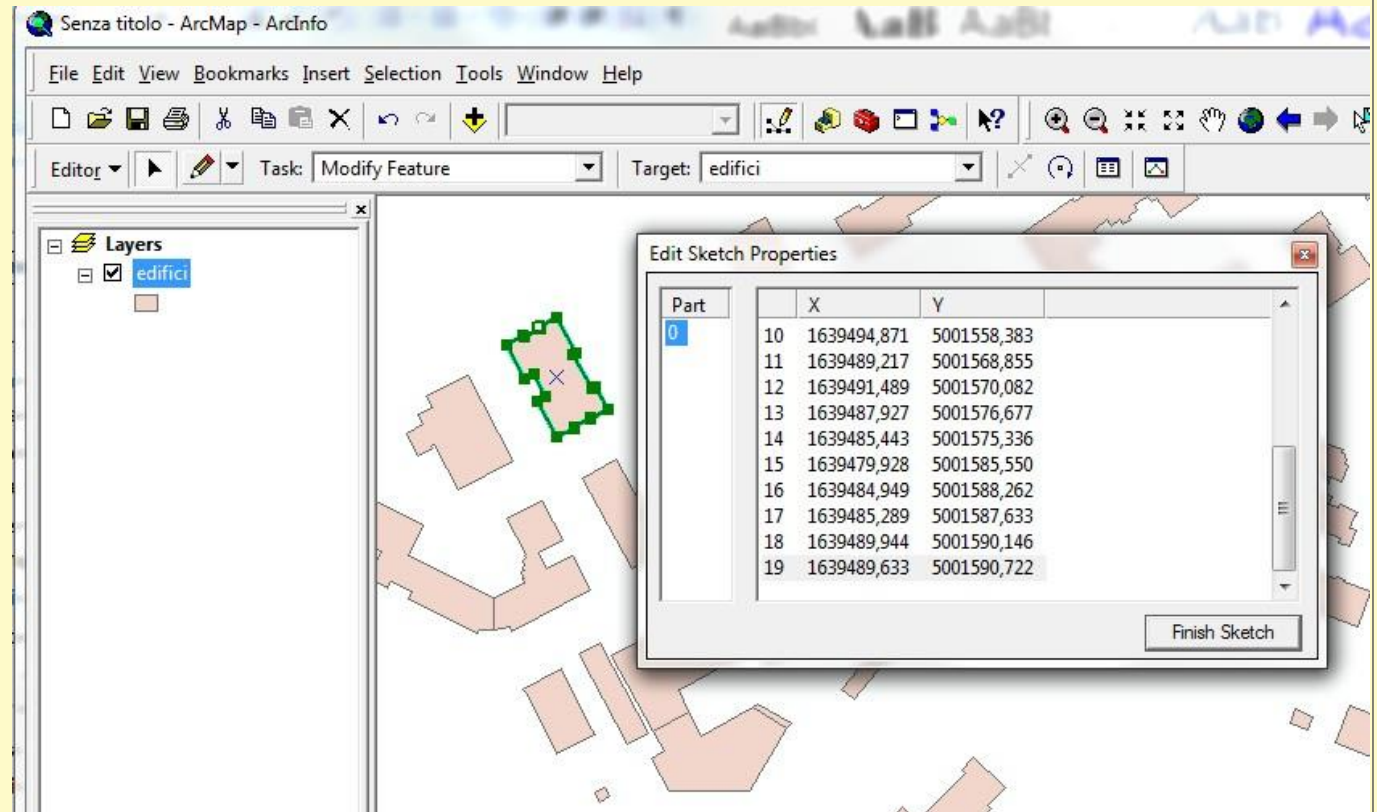 Senza titolo - ArcMap - ArcInfo
File Edit View Bookmarks Insert Selection Tools Window Help
Editor Task: Modify Feature Target: edifici
Layers
edifici
Edit Sketch Properties
Part
0
X Y
10 1639494,871 5001558,383
11 1639489,217 5001568,855
12 1639491,489 5001570,082
13 1639487,927 5001576,677
14 1639485,443 5001575,336
15 1639479,928 5001585,550
16 1639484,949 5001588,262
17 1639485,289 5001587,633
18 1639489,944 5001590,146
19 1639489,633 5001590,722
Finish Sketch